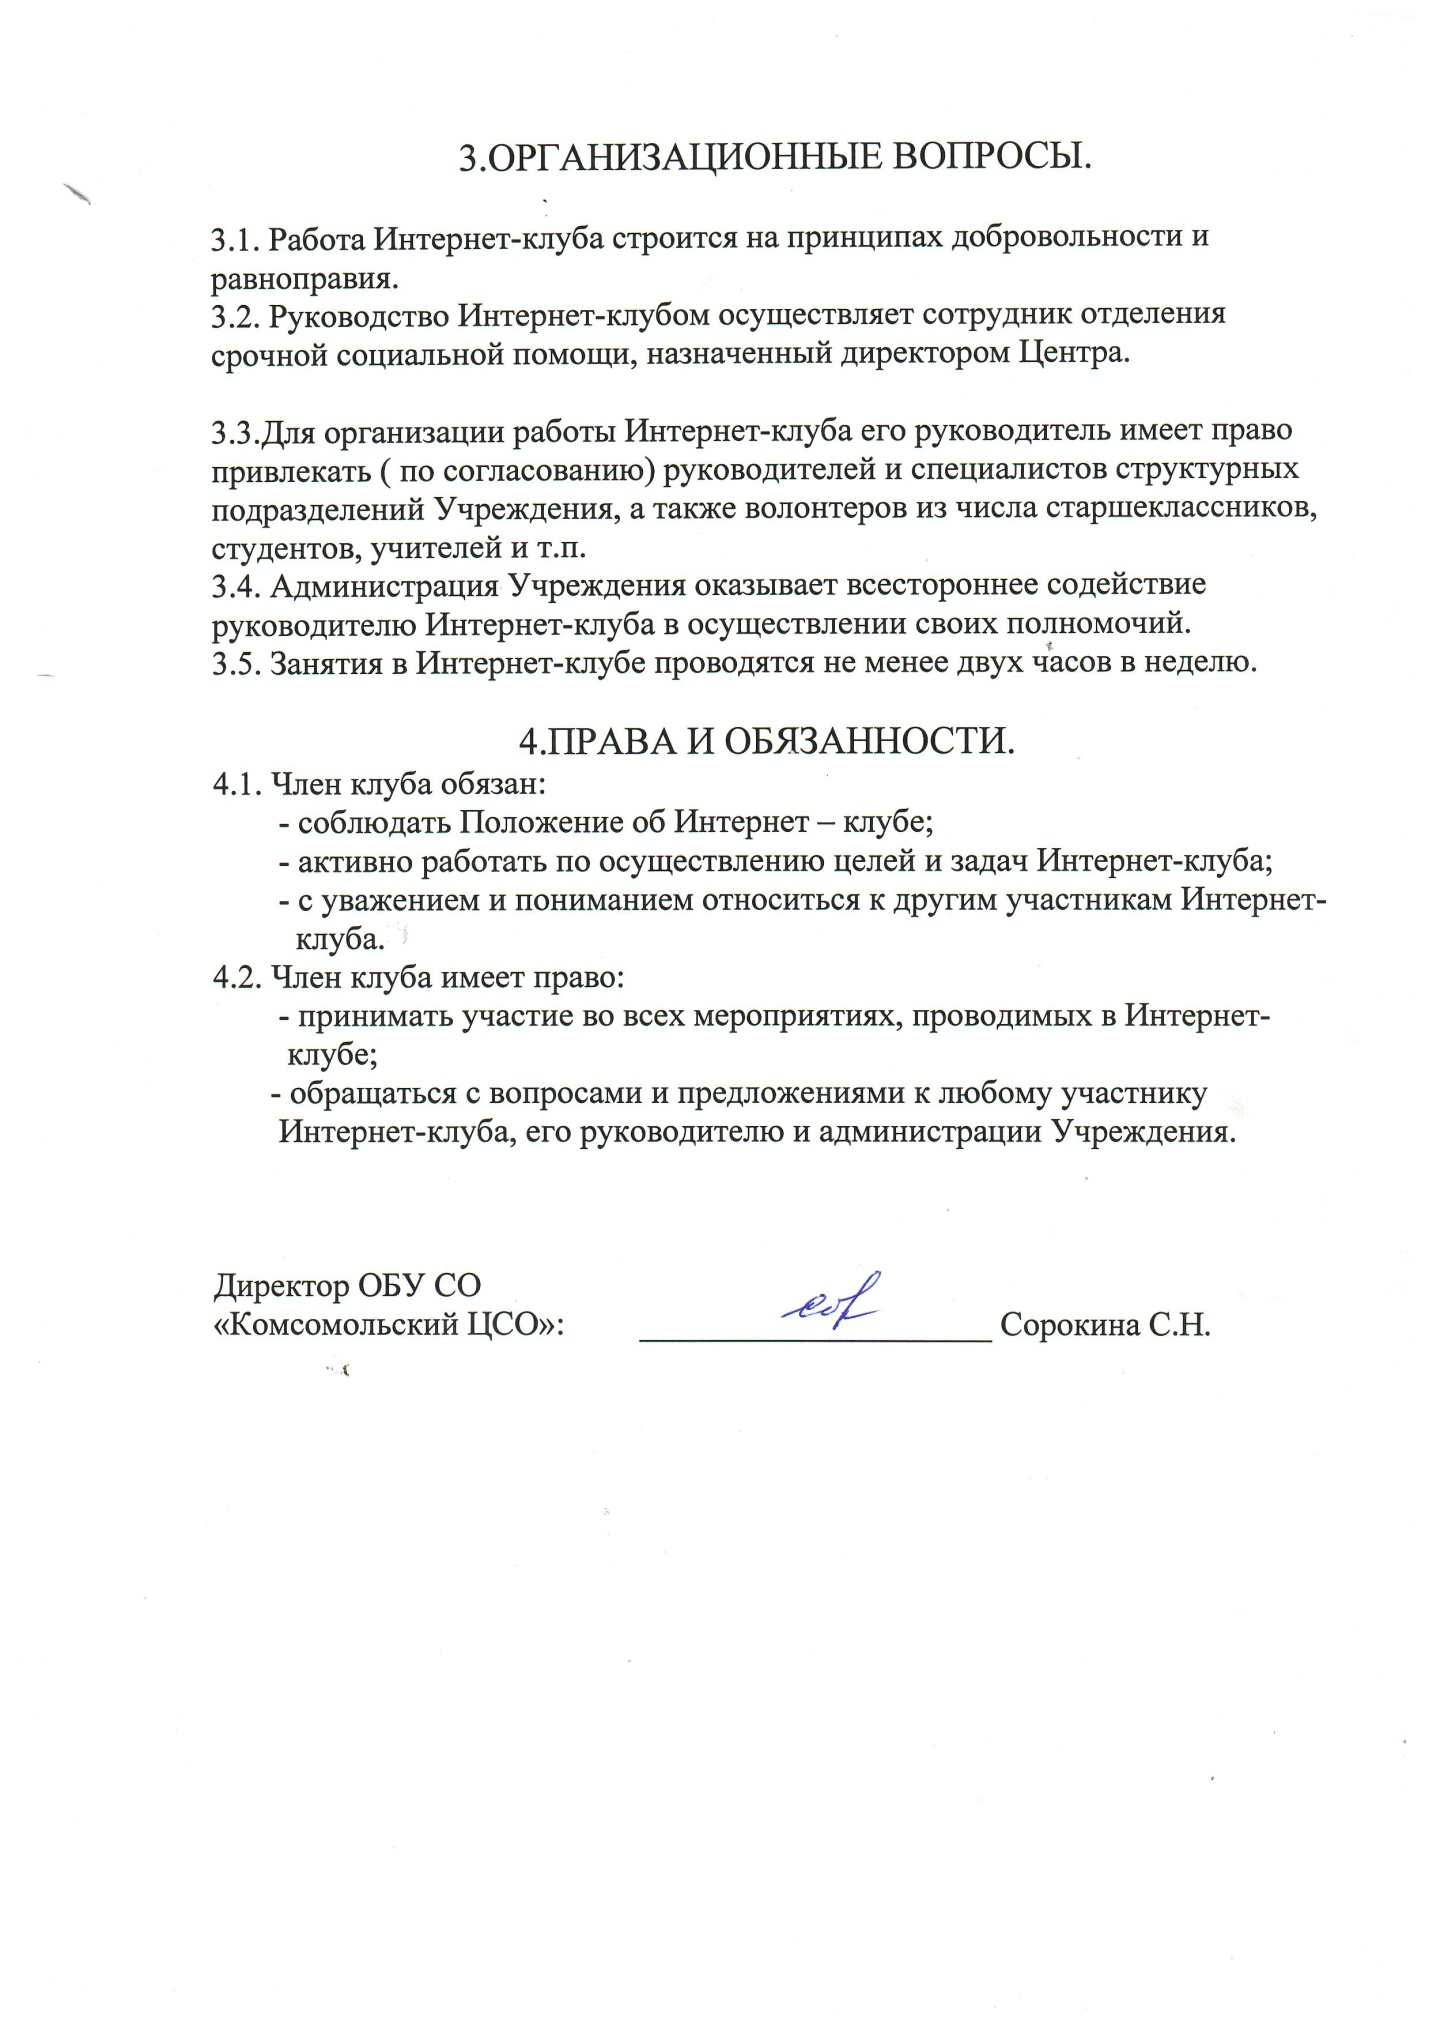 3.ОРГАНИЗАЦИОННЫЕ ВОПРОСЫ.
3.1. Работа Интернет-клуба строится на принципах добровольности и
равноправия.
3.2. Руководство Интернет-клубом осуществляет сотрудник отделения
срочной социальной помощи, назначенный директором Центра.
3.3.Для организации работы Интернет-клуба его руководитель имеет право
привлекать ( по согласованию) руководителей и специалистов структурных
подразделений Учреждения, а также волонтеров из числа старшеклассников,
студентов, учителей и т.п.
3.4. Администрация Учреждения оказывает всестороннее содействие
руководителю Интернет-клуба в осуществлении своих полномочий.
3.5. Занятия в Интернет-клубе проводятся не менее двух часов в неделю.
4.ПРАВА И ОБЯЗАННОСТИ.
4.1. Член клуба обязан:
- соблюдать Положение об Интернет – клубе;
- активно работать по осуществлению целей и задач Интернет-клуба;
- с уважением и пониманием относиться к другим участникам Интернет-
клуба.
4.2. Член клуба имеет право:
- принимать участие во всех мероприятиях, проводимых в Интернет-
клубе;
- обращаться с вопросами и предложениями к любому участнику
Интернет-клуба, его руководителю и администрации Учреждения.
Директор ОБУ СО
«Комсомольский ЦСО»: ______________________ Сорокина С.Н.